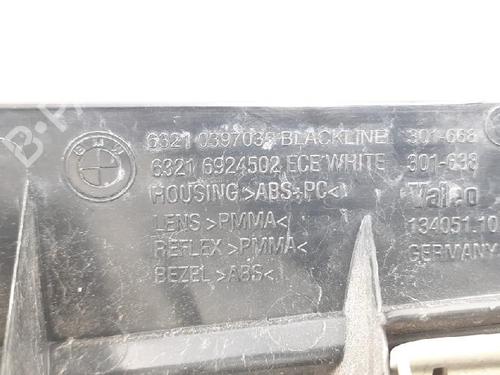 BMW
6321 0397033 BLACKLINE 301-668
6321 6924502 ECE WHITE 301-638
HOUSING >ABS+PC< Valeo
LENS >PMMA< 134051.10
REFLEX >PMMA< GERMANY
BEZEL >ABS<